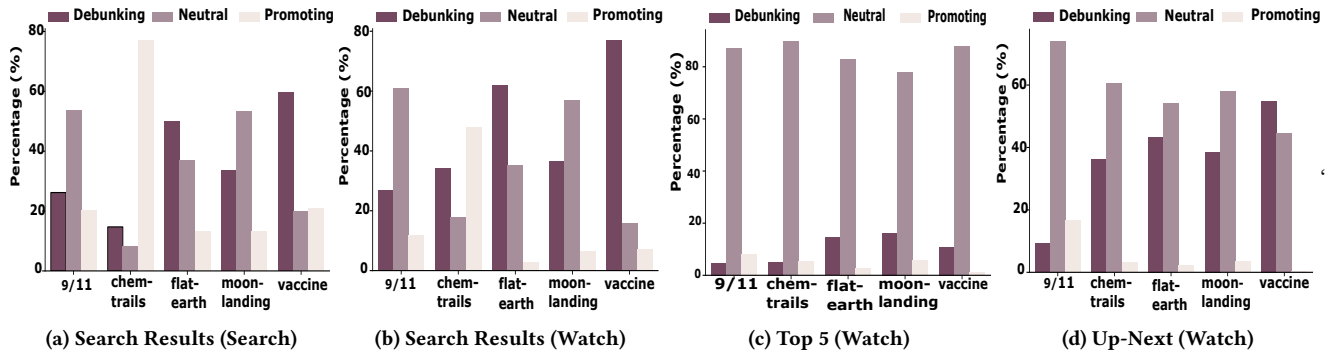 Debunking Neutral Promoting
Percentage (%)
80
60
40
20
0
9/11 chem-trails flat-earth moon-landing vaccine
(a) Search Results (Search)
Debunking Neutral Promoting
Percentage (%)
80
60
40
20
0
9/11 chem-trails flat-earth moon-landing vaccine
(b) Search Results (Watch)
Debunking Neutral Promoting
Percentage (%)
80
60
40
20
0
9/11 chem-trails flat-earth moon-landing vaccine
(c) Top 5 (Watch)
Debunking Neutral Promoting
Percentage (%)
60
40
20
0
9/11 chem-trails flat-earth moon-landing vaccine
(d) Up-Next (Watch)
‘